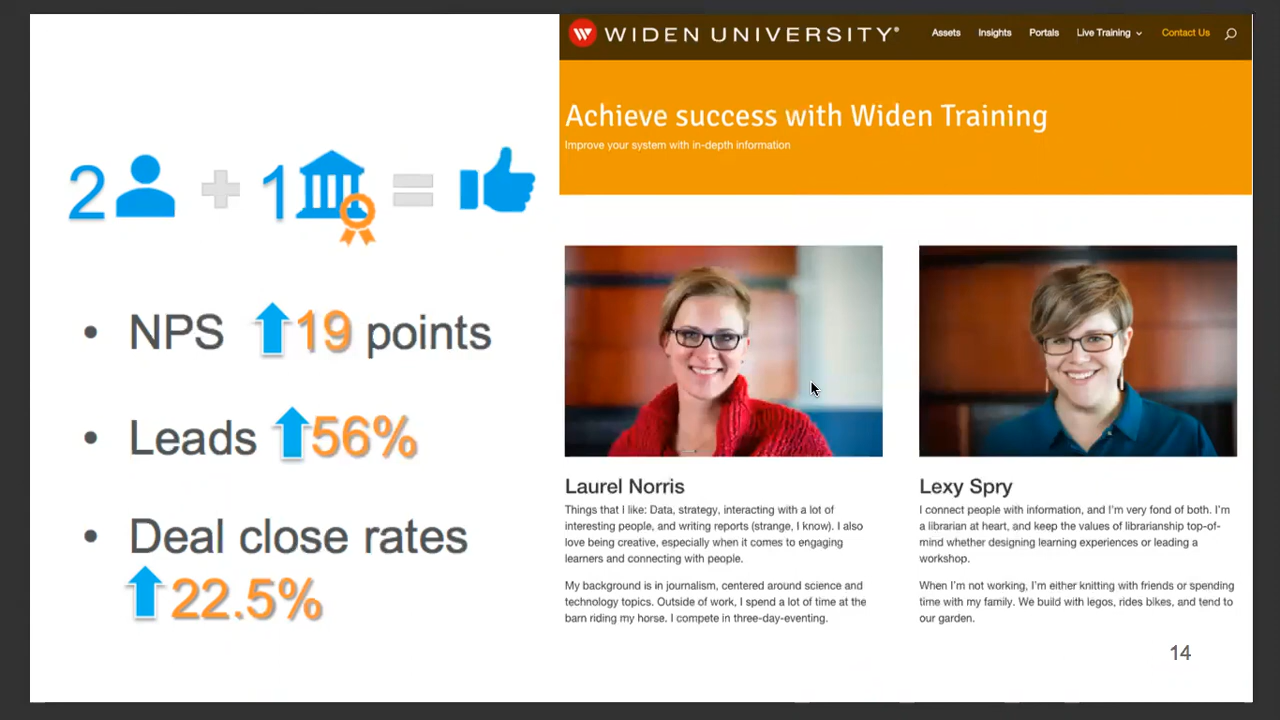 2 + 1 =
• NPS 19 points
• Leads 56%
• Deal close rates
22.5%
W WIDEN UNIVERSITY®
Assets Insights Portals Live Training Contact Us
Achieve success with Widen Training
Improve your system with in-depth information
Laurel Norris
Things that I like: Data, strategy, interacting with a lot of
interesting people, and writing reports (strange, I know). I also
love being creative, especially when it comes to engaging
learners and connecting with people.
My background is in journalism, centered around science and
technology topics. Outside of work, I spend a lot of time at the
barn riding my horse. I compete in three-day-eventing.
Lexy Spry
I connect people with information, and I'm very fond of both. I'm
a librarian at heart, and keep the values of librarianship top-of-
mind whether designing learning experiences or leading a
workshop.
When I'm not working, I'm either knitting with friends or spending
time with my family. We build with legos, rides bikes, and tend to
our garden.
14